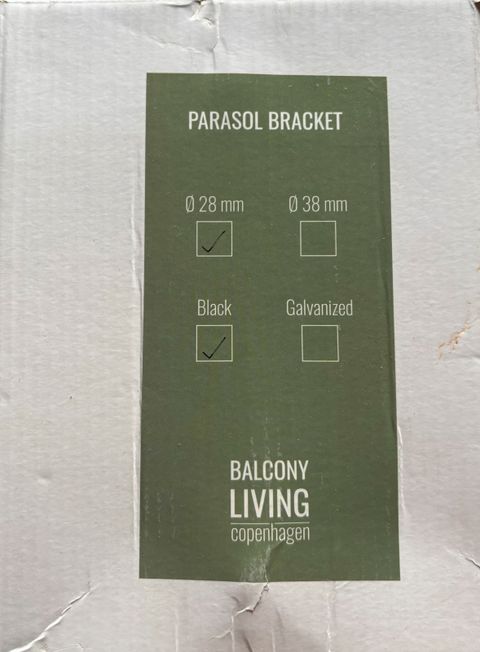 PARASOL BRACKET
Ø 28 mm Ø 38 mm
Black Galvanized
BALCONY
LIVING
copenhagen